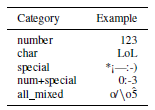 Category Example
number 123
char LoL
special *¡—:-)
num+special 0:-3
all_mixed o/\o5̂